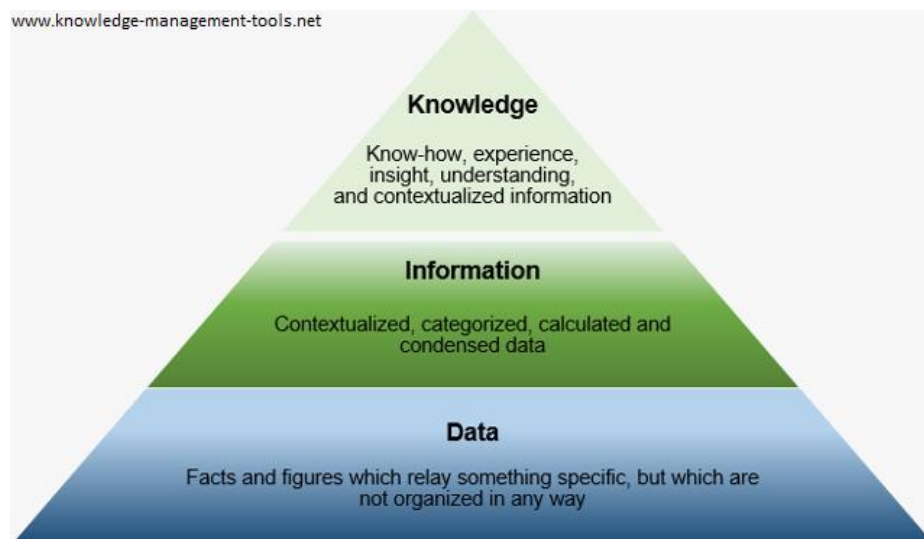 www.knowledge-management-tools.net
Knowledge
Know-how, experience,
insight, understanding,
and contextualized information
Information
Contextualized, categorized, calculated and
condensed data
Data
Facts and figures which relay something specific, but which are
not organized in any way